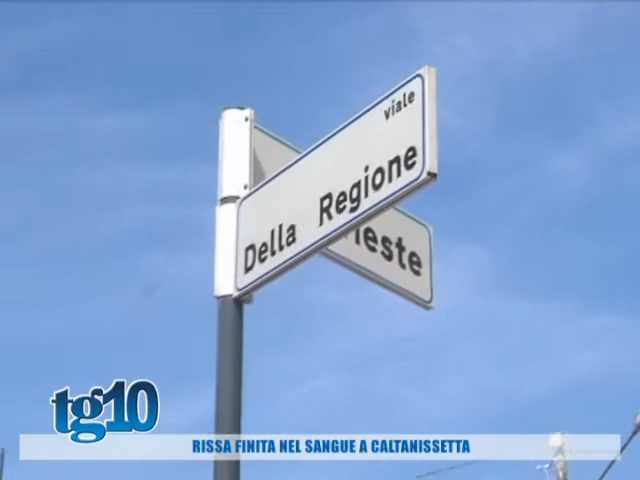 viale
Della Regione
ieste
tg10
RISSA FINITA NEL SANGUE A CALTANISSETTA